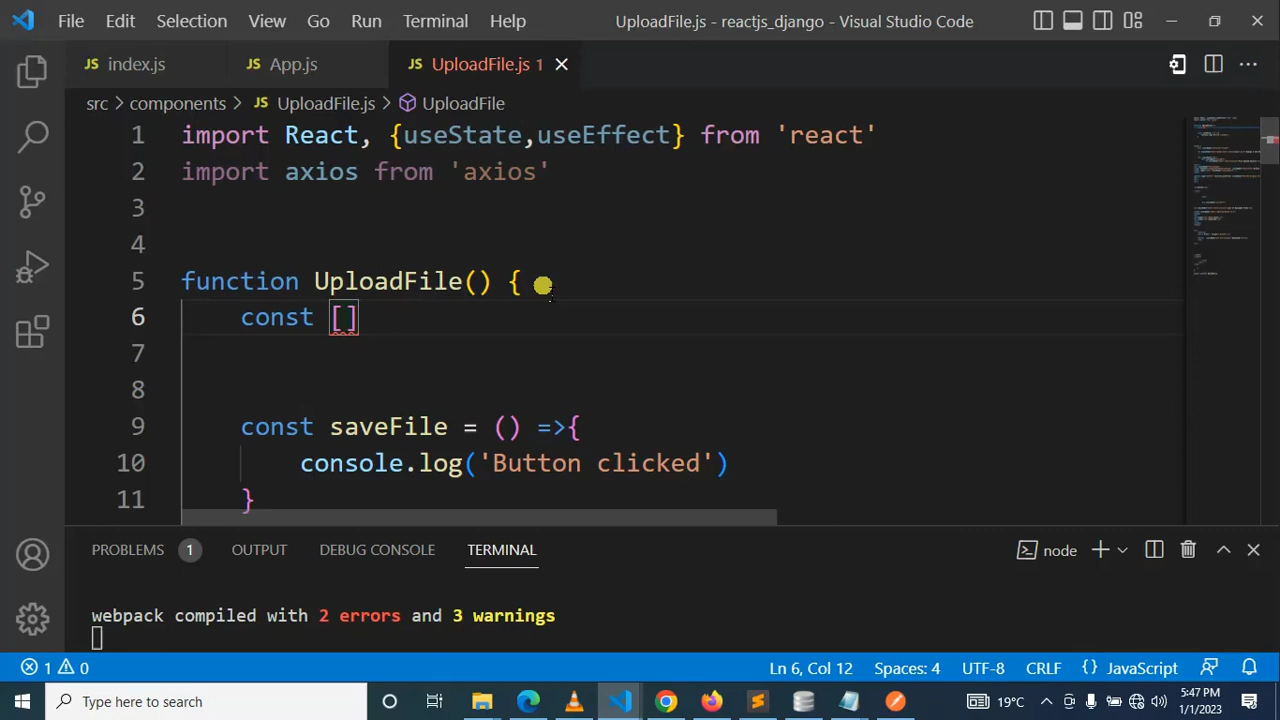 File Edit Selection View Go Run Terminal Help UploadFile.js - reactjs_django - Visual Studio Code
JS index.js JS App.js JS UploadFile.js 1
src > components > JS UploadFile.js > UploadFile
1 import React, {useState,useEffect} from 'react'
2 import axios from 'axios'
3
4
5 function UploadFile() {
6 const []
7
8
9 const saveFile = () =>{
10 console.log('Button clicked')
11 }
PROBLEMS 1 OUTPUT DEBUG CONSOLE TERMINAL node
webpack compiled with 2 errors and 3 warnings
1 0 Ln 6, Col 12 Spaces: 4 UTF-8 CRLF {} JavaScript
Type here to search 19°C 5:47 PM
1/1/2023